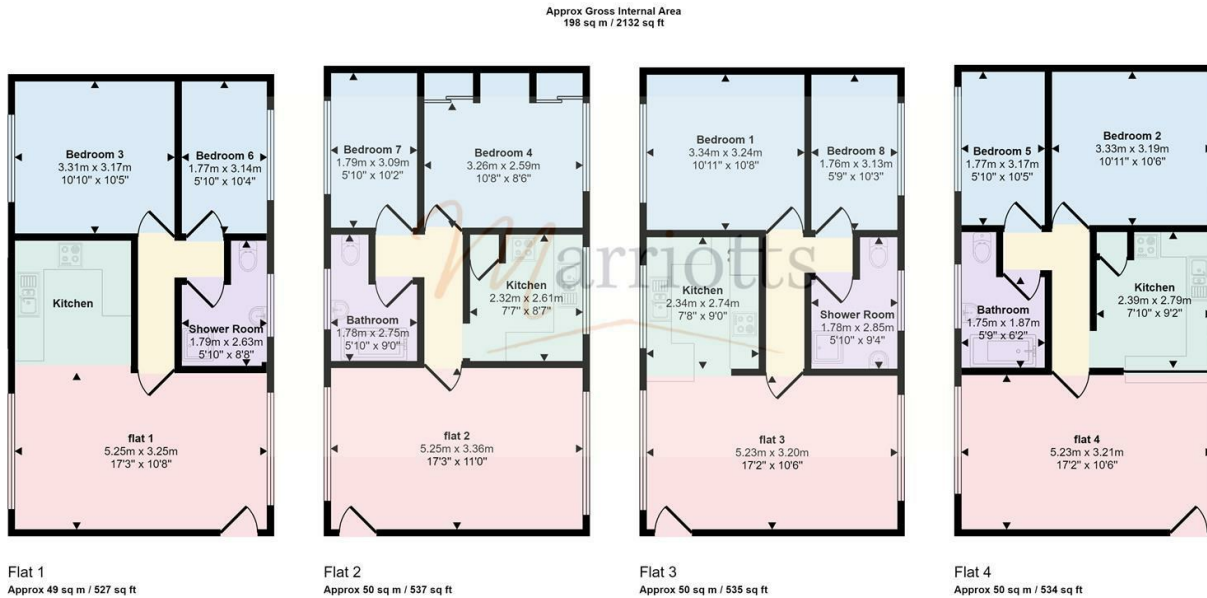 Approx Gross Internal Area
198 sq m / 2132 sq ft
Bedroom 3
3.31m x 3.17m
10'10" x 10'5"
Bedroom 6
1.77m x 3.14m
5'10" x 10'4"
Kitchen
Shower Room
1.79m x 2.63m
5'10" x 8'8"
flat 1
5.25m x 3.25m
17'3" x 10'8"
Flat 1
Approx 49 sq m / 527 sq ft
Bedroom 7
1.79m x 3.09m
5'10" x 10'2"
Bedroom 4
3.26m x 2.59m
10'8" x 8'6"
Kitchen
2.32m x 2.61m
7'7" x 8'7"
Bathroom
1.78m x 2.75m
5'10" x 9'0"
flat 2
5.25m x 3.36m
17'3" x 11'0"
Flat 2
Approx 50 sq m / 537 sq ft
Marriotts
Bedroom 1
3.34m x 3.24m
10'11" x 10'8"
Bedroom 8
1.76m x 3.13m
5'9" x 10'3"
Kitchen
2.34m x 2.74m
7'8" x 9'0"
Shower Room
1.78m x 2.85m
5'10" x 9'4"
flat 3
5.23m x 3.20m
17'2" x 10'6"
Flat 3
Approx 50 sq m / 535 sq ft
Bedroom 5
1.77m x 3.17m
5'10" x 10'5"
Bedroom 2
3.33m x 3.19m
10'11" x 10'6"
Bathroom
1.75m x 1.87m
5'9" x 6'2"
Kitchen
2.39m x 2.79m
7'10" x 9'2"
flat 4
5.23m x 3.21m
17'2" x 10'6"
Flat 4
Approx 50 sq m / 534 sq ft